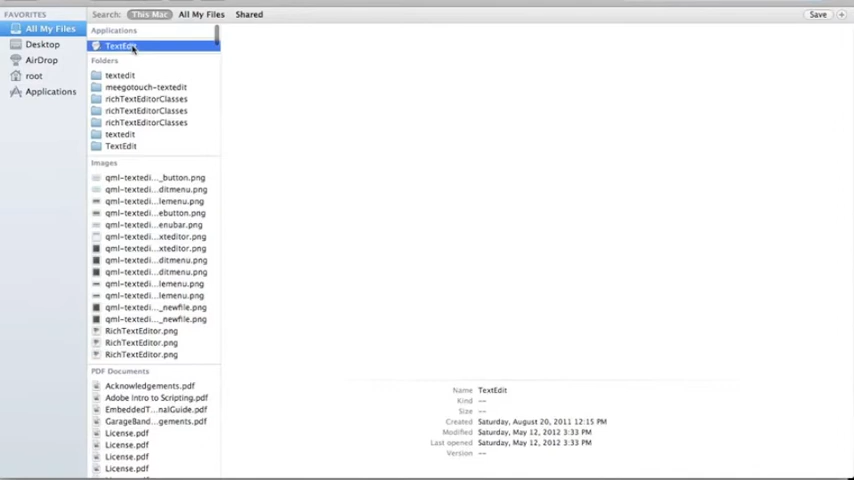 FAVORITES
All My Files
Desktop
AirDrop
root
Applications
Search: This Mac All My Files Shared
Save
Applications
TextEdit
Folders
textedit
meegotouch-textedit
richTextEditorClasses
richTextEditorClasses
richTextEditorClasses
textedit
TextEdit
Images
qml-textedi..._button.png
qml-textedi...ditmenu.png
qml-textedi...lemenu.png
qml-textedi...ebutton.png
qml-textedi...enubar.png
qml-textedi...xteditor.png
qml-textedi...xteditor.png
qml-textedi...ditmenu.png
qml-textedi...ditmenu.png
qml-textedi...lemenu.png
qml-textedi...lemenu.png
qml-textedi..._newfile.png
qml-textedi..._newfile.png
RichTextEditor.png
RichTextEditor.png
RichTextEditor.png
PDF Documents
Acknowledgements.pdf
Adobe Intro to Scripting.pdf
EmbeddedT...nalGuide.pdf
GarageBand...gements.pdf
License.pdf
License.pdf
License.pdf
License.pdf
Name TextEdit
Kind --
Size --
Created Saturday, August 20, 2011 12:15 PM
Modified Saturday, May 12, 2012 3:33 PM
Last opened Saturday, May 12, 2012 3:33 PM
Version --